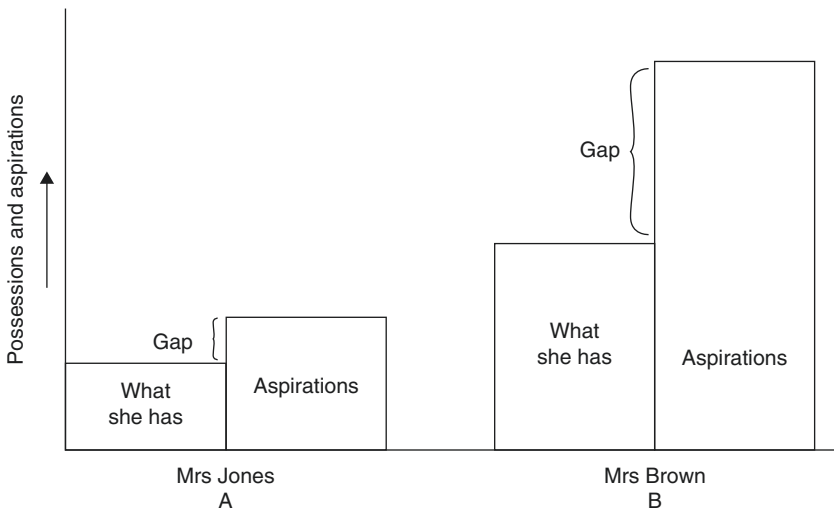 Possessions and aspirations
Gap
What
she has
Aspirations
Mrs Jones
A
Gap
What
she has
Aspirations
Mrs Brown
B